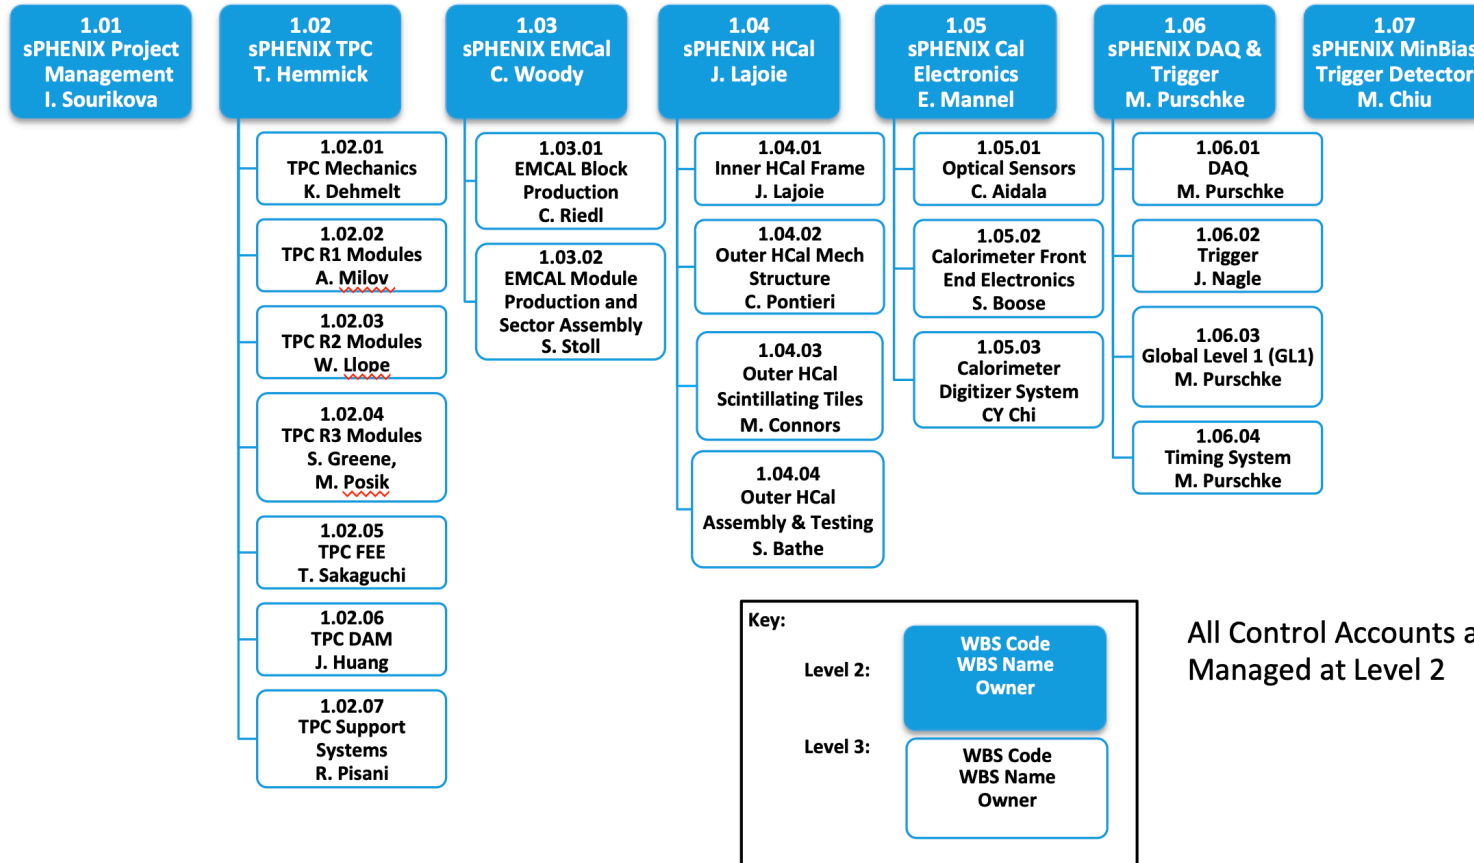 1.01
sPHENIX Project
Management
I. Sourikova
1.02
sPHENIX TPC
T. Hemmick
1.03
sPHENIX EMCal
C. Woody
1.04
sPHENIX HCal
J. Lajoie
1.05
sPHENIX Cal
Electronics
E. Mannel
1.06
sPHENIX DAQ &
Trigger
M. Purschke
1.07
sPHENIX MinBias
Trigger Detector
M. Chiu
1.02.01
TPC Mechanics
K. Dehmelt
1.02.02
TPC R1 Modules
A. Milov
1.02.03
TPC R2 Modules
W. Llope
1.02.04
TPC R3 Modules
S. Greene,
M. Posik
1.02.05
TPC FEE
T. Sakaguchi
1.02.06
TPC DAM
J. Huang
1.02.07
TPC Support
Systems
R. Pisani
1.03.01
EMCAL Block
Production
C. Riedl
1.03.02
EMCAL Module
Production and
Sector Assembly
S. Stoll
1.04.01
Inner HCal Frame
J. Lajoie
1.04.02
Outer HCal Mech
Structure
C. Pontieri
1.04.03
Outer HCal
Scintillating Tiles
M. Connors
1.04.04
Outer HCal
Assembly & Testing
S. Bathe
1.05.01
Optical Sensors
C. Aidala
1.05.02
Calorimeter Front
End Electronics
S. Boose
1.05.03
Calorimeter
Digitizer System
CY Chi
1.06.01
DAQ
M. Purschke
1.06.02
Trigger
J. Nagle
1.06.03
Global Level 1 (GL1)
M. Purschke
1.06.04
Timing System
M. Purschke
Key:
Level 2:
WBS Code
WBS Name
Owner
Level 3:
WBS Code
WBS Name
Owner
All Control Accounts a
Managed at Level 2